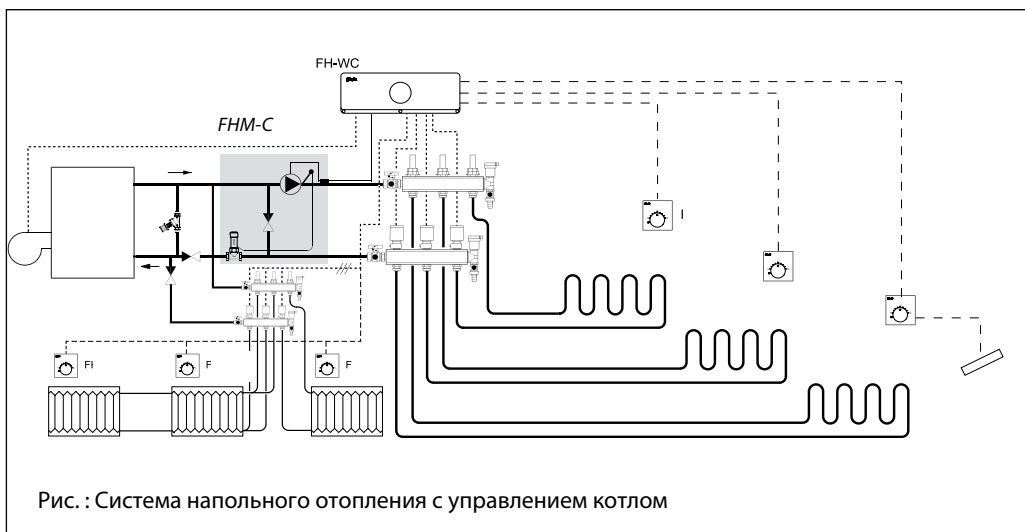 FH-WC
FHM-C
I
FI
F
F
Рис. : Система напольного отопления с управлением котлом